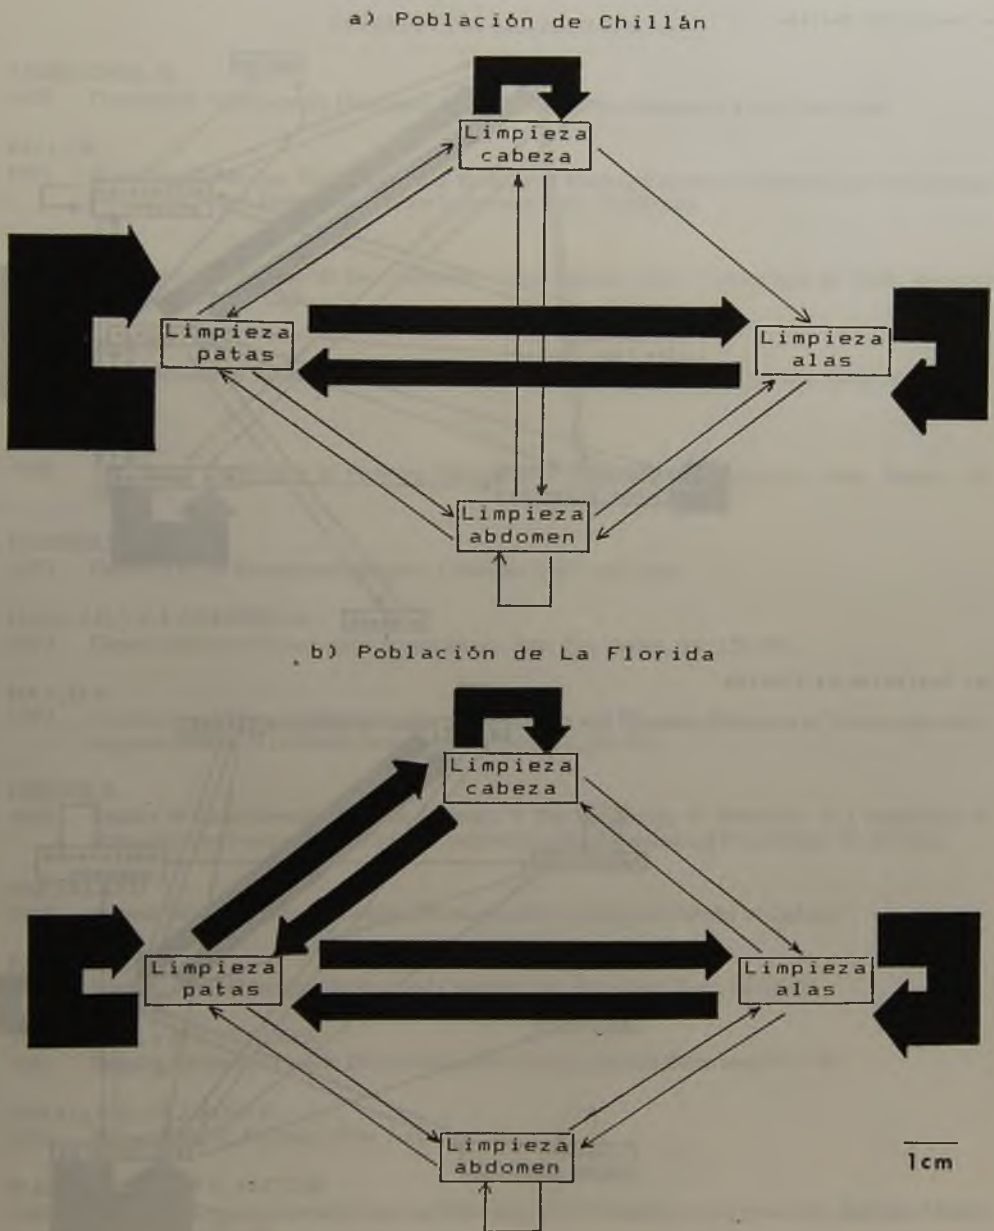 a) Población de Chillán
Limpieza
cabeza
Limpieza
patas
Limpieza
alas
Limpieza
abdomen
b) Población de La Florida
Limpieza
cabeza
Limpieza
patas
Limpieza
alas
Limpieza
abdomen
1cm